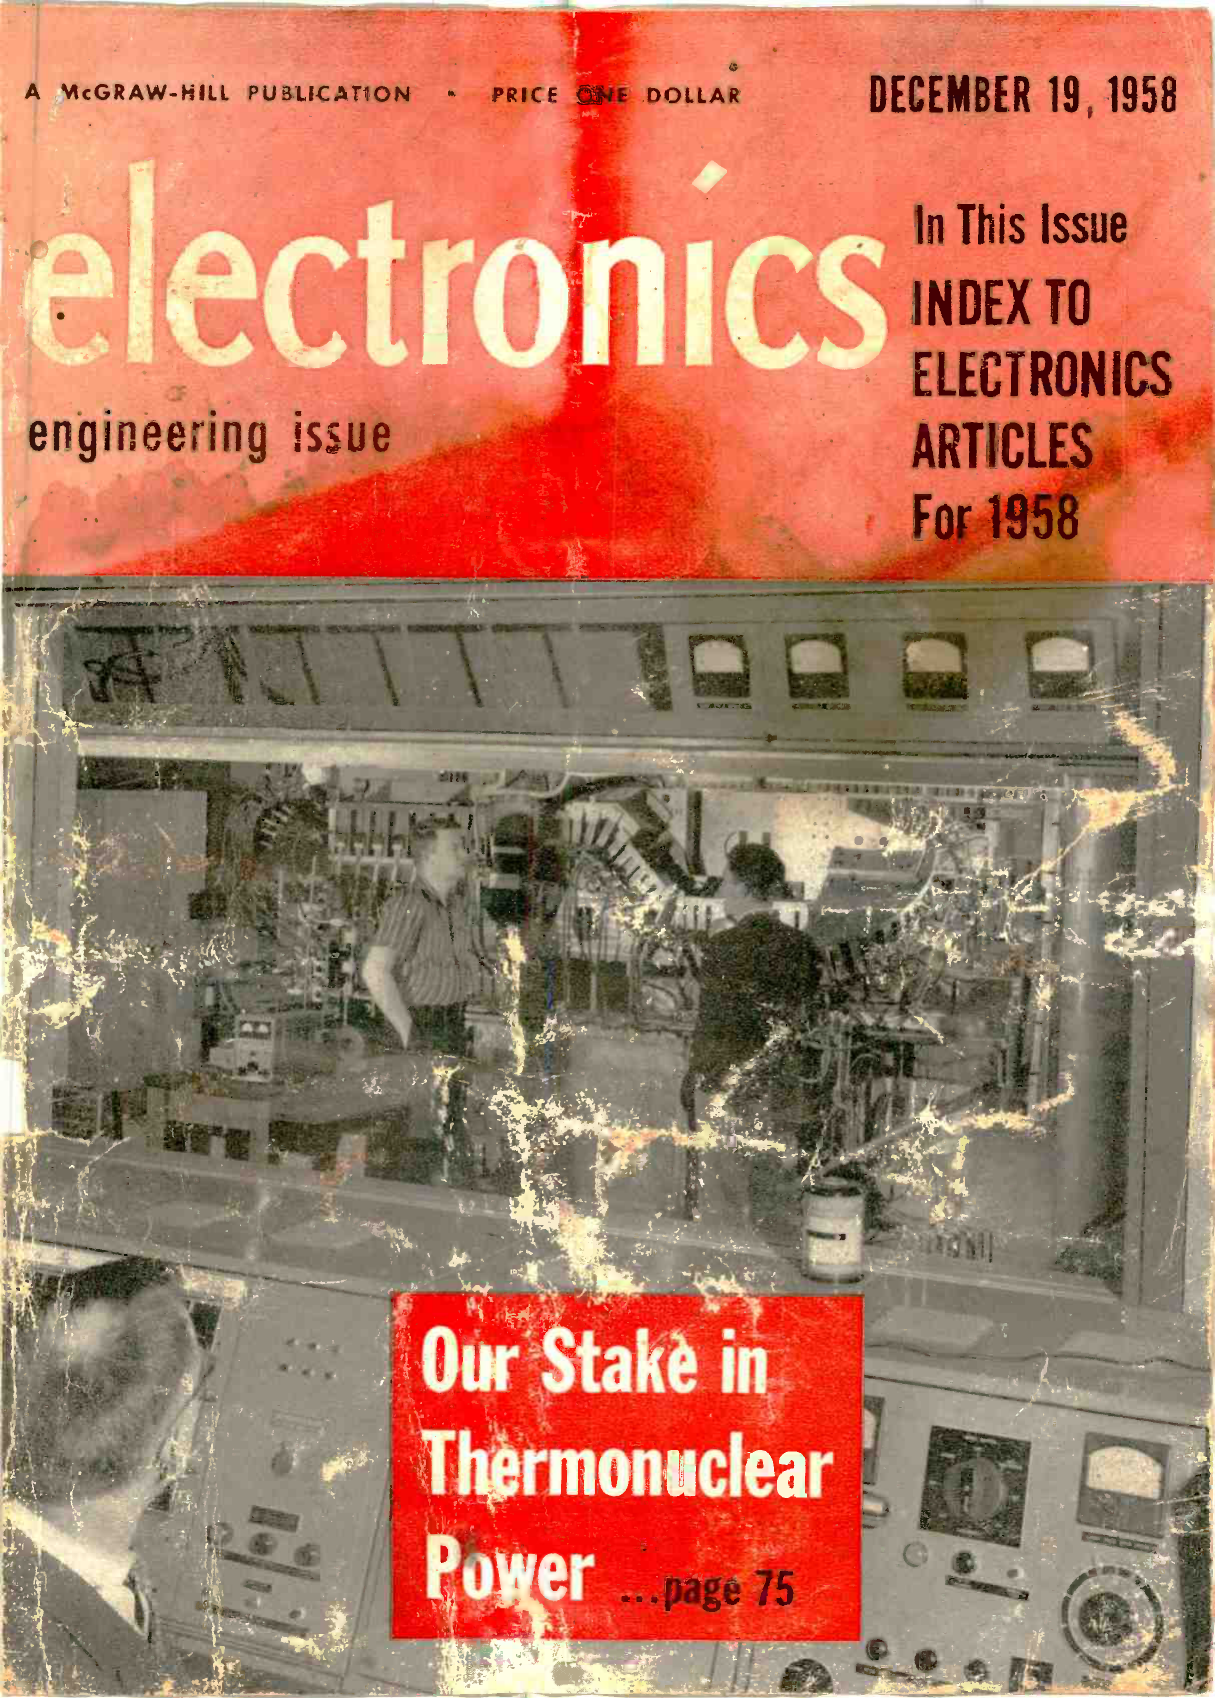 A McGRAW-HILL PUBLICATION • PRICE ONE DOLLAR
DECEMBER 19, 1958
electronics
engineering issue
In This Issue
INDEX TO
ELECTRONICS
ARTICLES
For 1958
Our Stake in
Thermonuclear
Power ...page 75